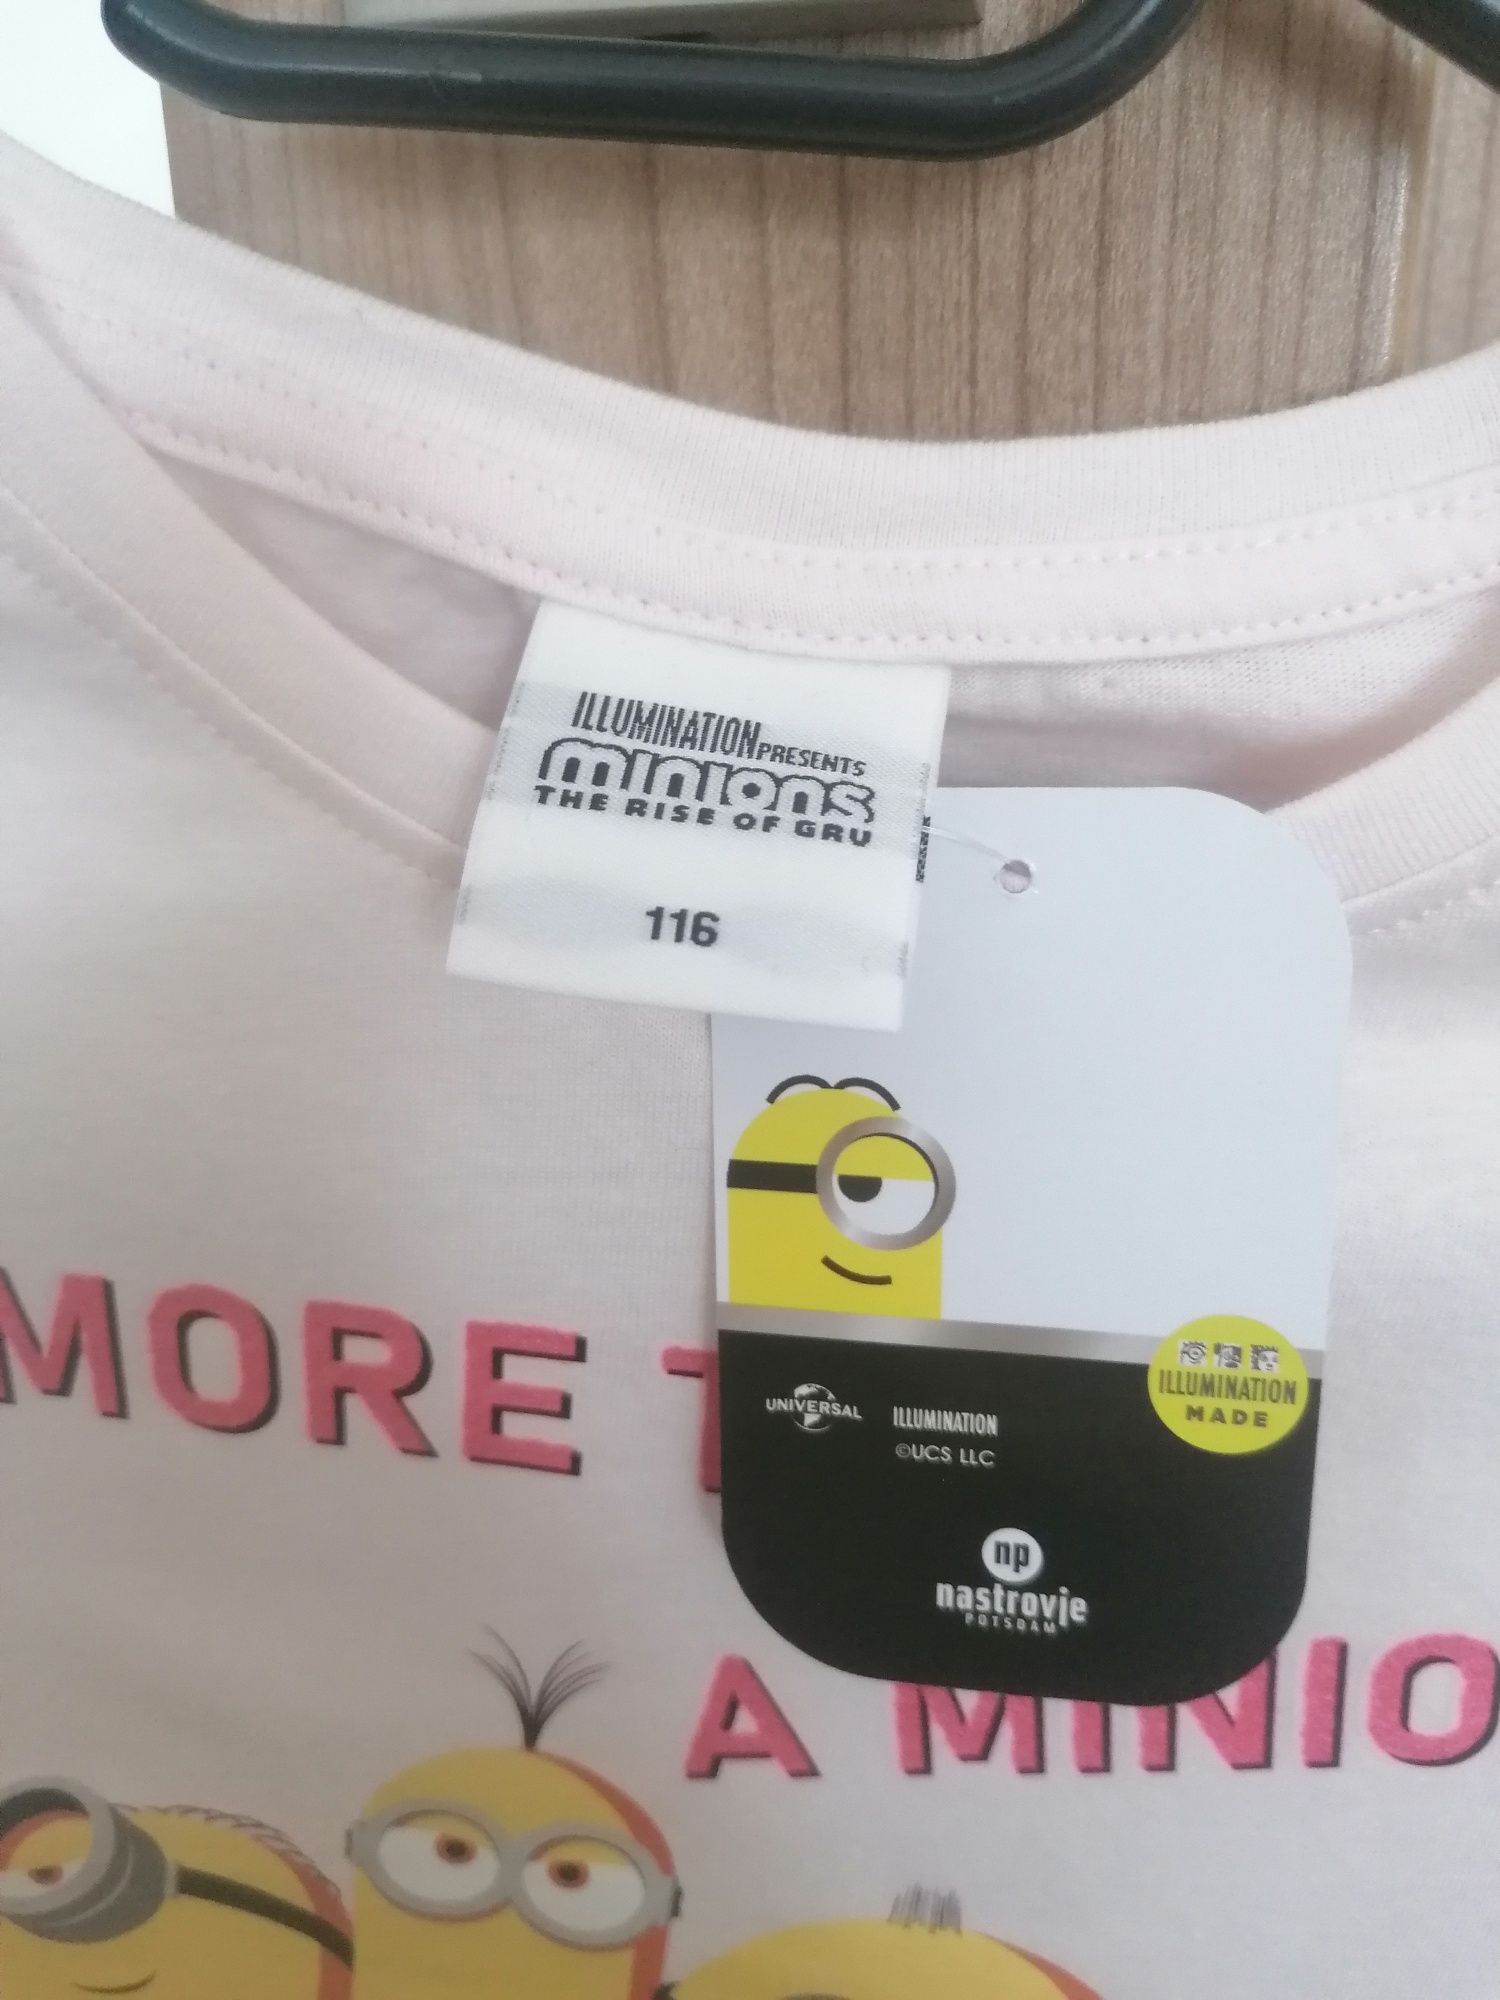 ILLUMINATION PRESENTS
minions
THE RISE OF GRU
116
UNIVERSAL
ILLUMINATION
©UCS LLC
ILLUMINATION
MADE
np
nastrovje
POTSDAM
MORE
A MINIO